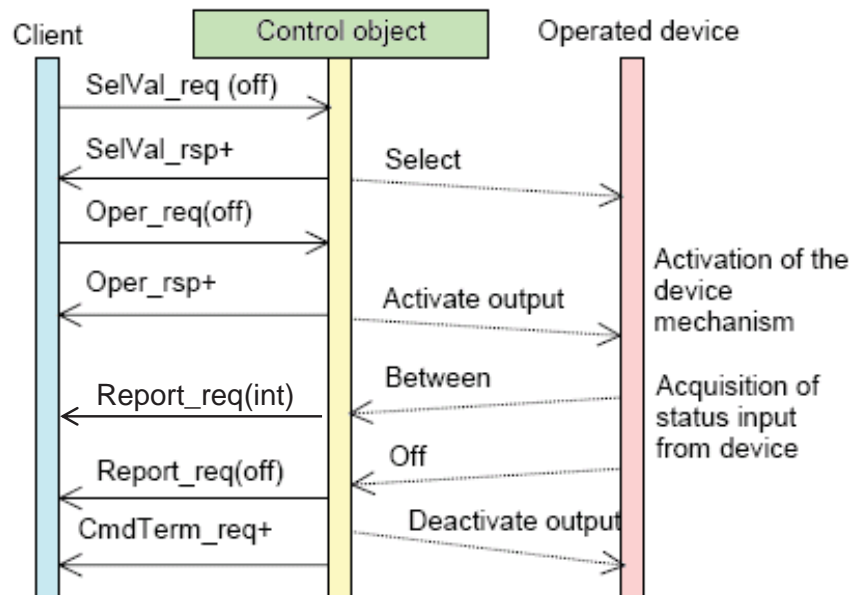 Client
Control object
Operated device
SelVal_req (off)
SelVal_rsp+
Select
Oper_req(off)
Oper_rsp+
Activate output
Activation of the
device
mechanism
Report_req(int)
Between
Acquisition of
status input
from device
Report_req(off)
Off
CmdTerm_req+
Deactivate output